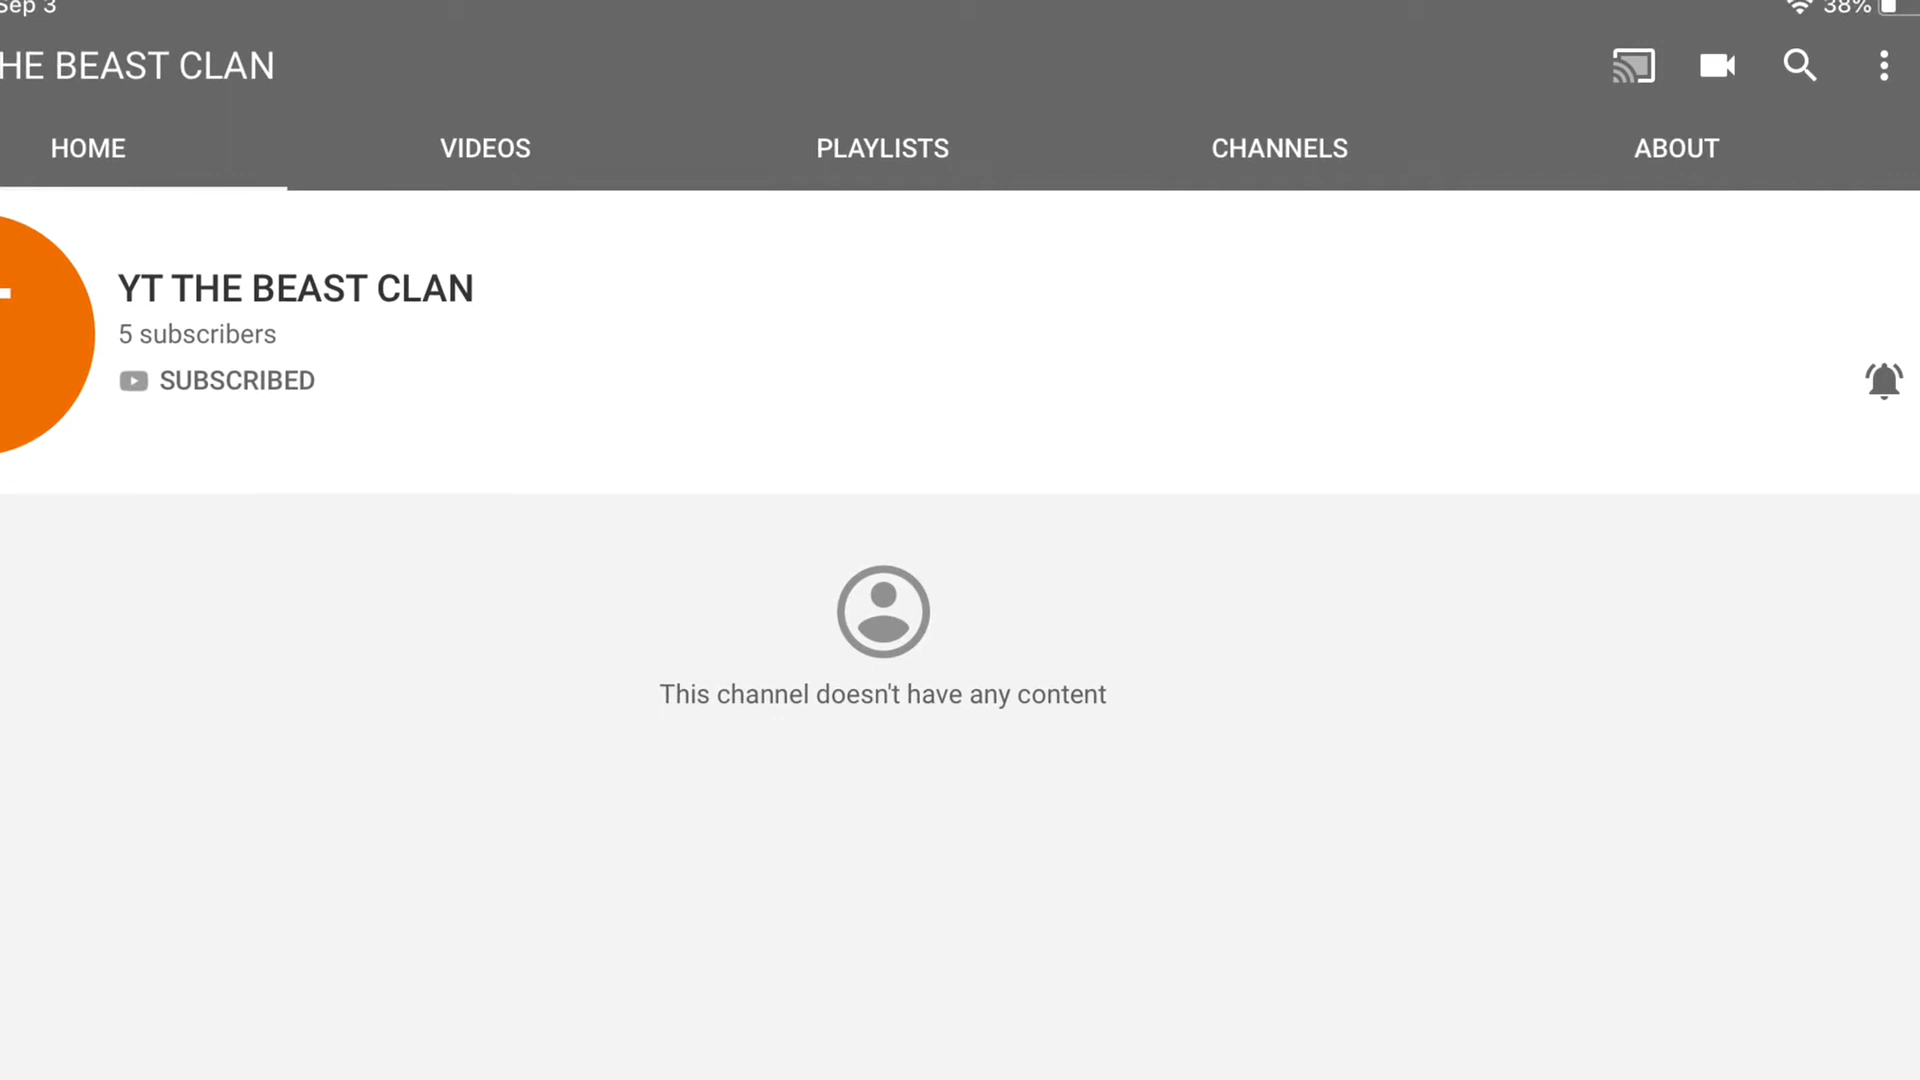 Sep 3
38%
HE BEAST CLAN
HOME
VIDEOS
PLAYLISTS
CHANNELS
ABOUT
YT THE BEAST CLAN
5 subscribers
SUBSCRIBED
This channel doesn't have any content